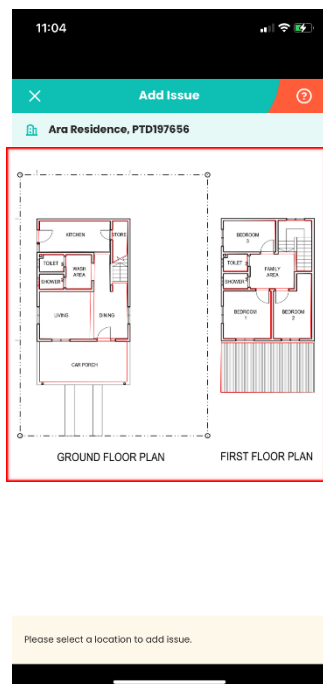 11:04
Add Issue
?
Ara Residence, PTD197656
KITCHEN
STORE
TOILET
WASH
AREA
SHOWER
LIVING
DINING
CAR PORCH
GROUND FLOOR PLAN
BEDROOM
3
TOILET
FAMILY
AREA
SHOWER
BEDROOM
1
BEDROOM
2
FIRST FLOOR PLAN
Please select a location to add issue.